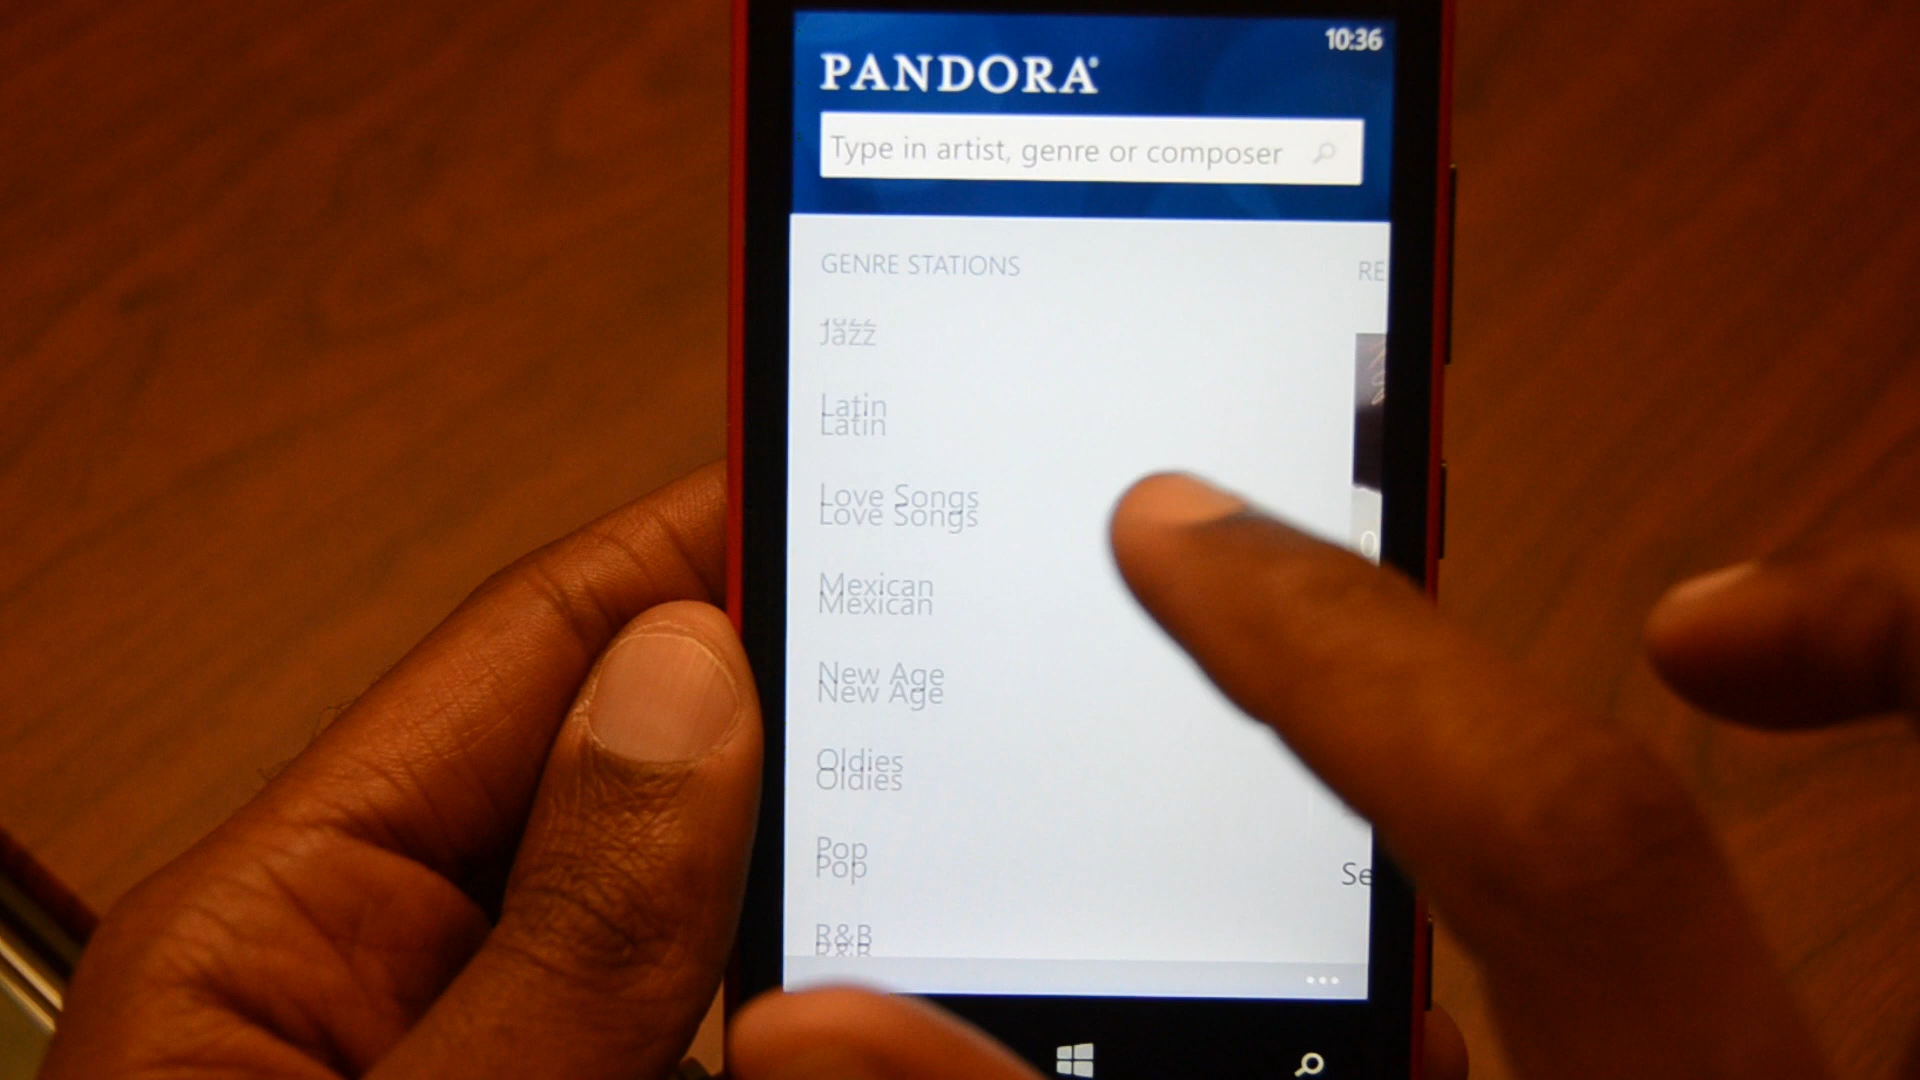 10:36
PANDORA
Type in artist, genre or composer
GENRE STATIONS
RE
Jazz
Latin
Love Songs
Mexican
New Age
Oldies
Pop
Se
R&B